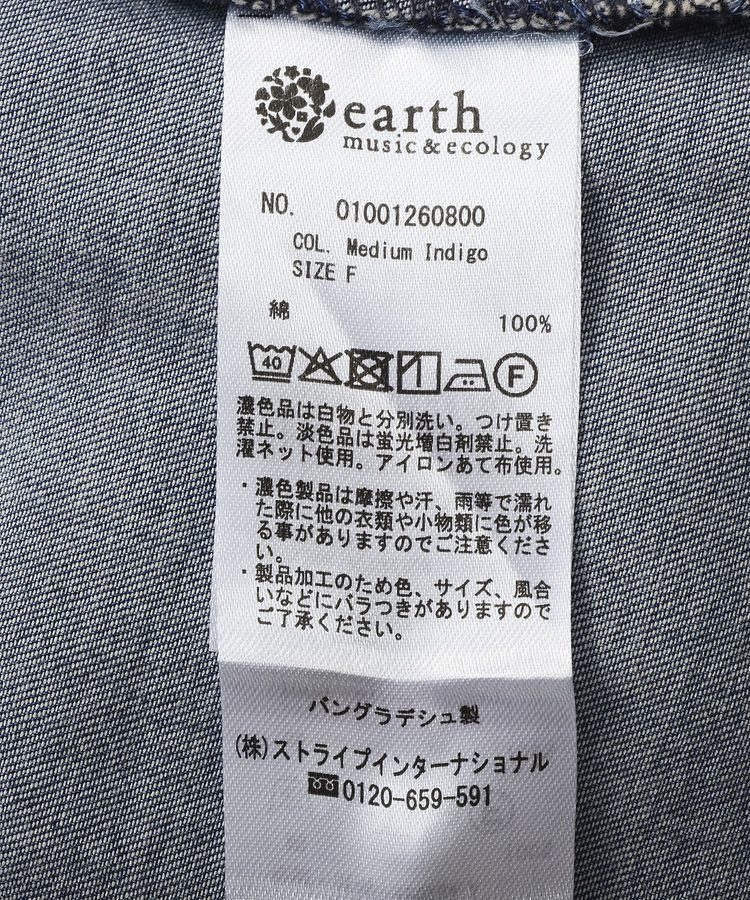 earth
music&ecology
NO. 01001260800
COL. Medium Indigo
SIZE F
綿 100%
40 F
濃色品は白物と分別洗い。つけ置き
禁止。淡色品は蛍光増白剤禁止。洗
濯ネット使用。アイロンあて布使用。
・濃色製品は摩擦や汗、雨等で濡れ
た際に他の衣類や小物類に色が移
る事がありますのでご注意くださ
い。
・製品加工のため色、サイズ、風合
いなどにバラつきがありますので
ご了承ください。
バングラデシュ製
(株)ストライプインターナショナル
0120-659-591